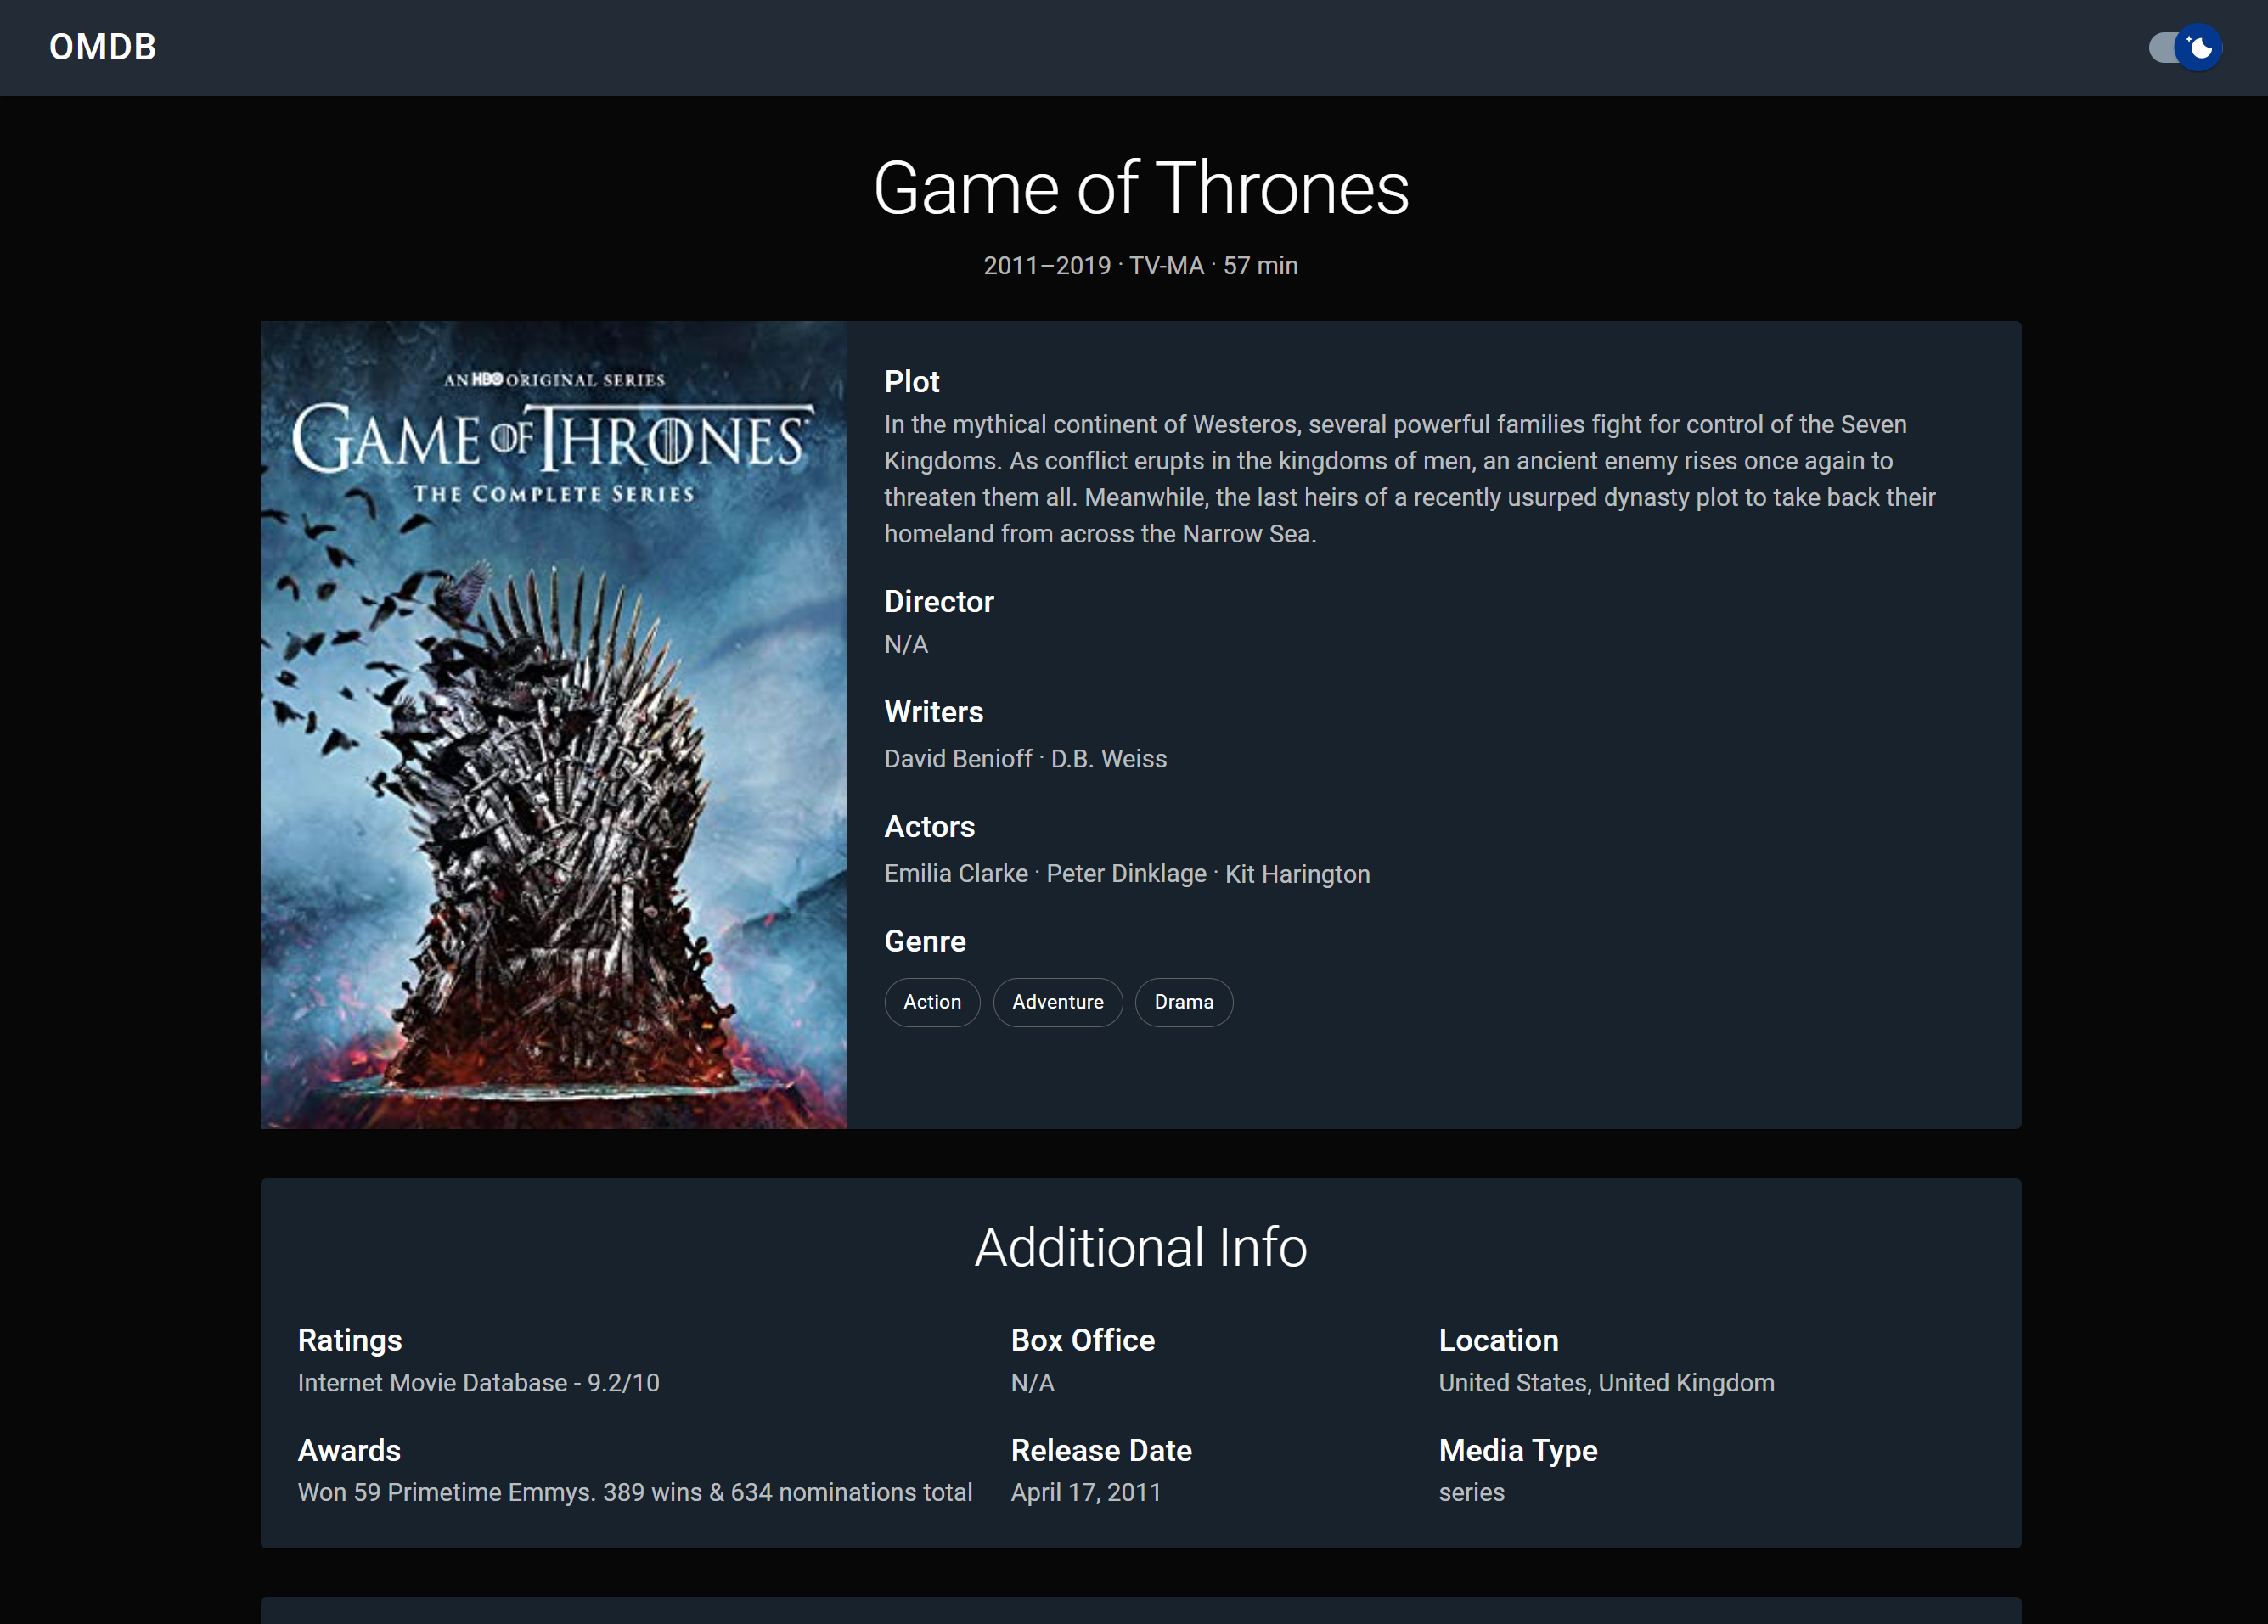 OMDB
Game of Thrones
2011–2019 · TV-MA · 57 min
AN HBO ORIGINAL SERIES
GAME OF THRONES
THE COMPLETE SERIES
Plot
In the mythical continent of Westeros, several powerful families fight for control of the Seven
Kingdoms. As conflict erupts in the kingdoms of men, an ancient enemy rises once again to
threaten them all. Meanwhile, the last heirs of a recently usurped dynasty plot to take back their
homeland from across the Narrow Sea.
Director
N/A
Writers
David Benioff · D.B. Weiss
Actors
Emilia Clarke · Peter Dinklage · Kit Harington
Genre
Action Adventure Drama
Additional Info
Ratings
Internet Movie Database - 9.2/10
Box Office
N/A
Location
United States, United Kingdom
Awards
Won 59 Primetime Emmys. 389 wins & 634 nominations total
Release Date
April 17, 2011
Media Type
series